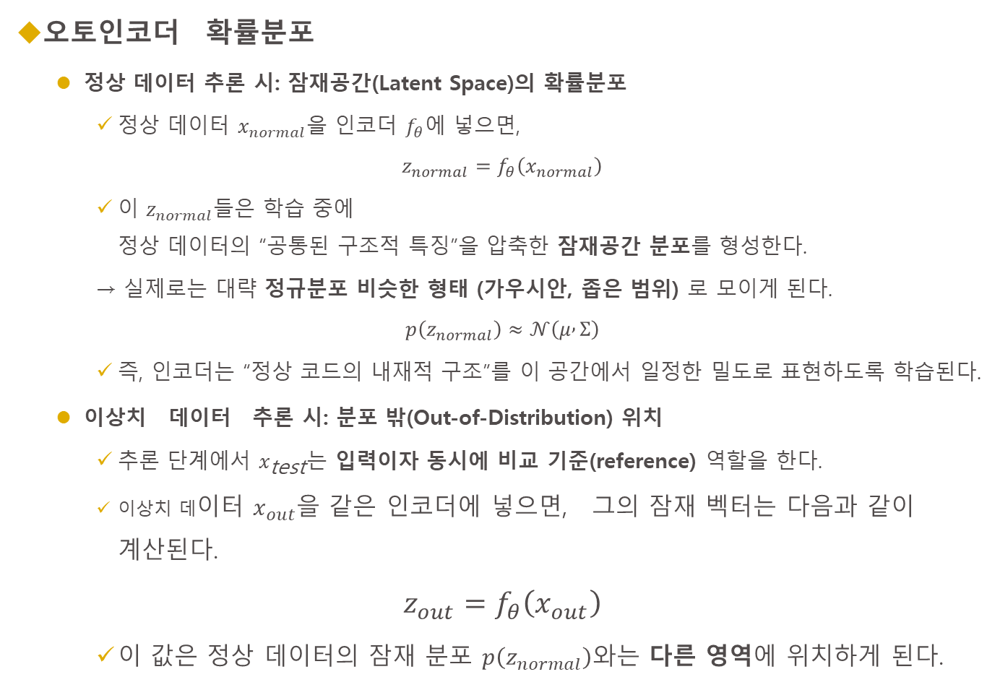 ◆오토인코더 확률분포
● 정상 데이터 추론 시: 잠재공간(Latent Space)의 확률분포
✓ 정상 데이터 x_{normal}을 인코더 f_θ에 넣으면,
z_{normal} = f_θ(x_{normal})
✓ 이 z_{normal}들은 학습 중에
정상 데이터의 “공통된 구조적 특징”을 압축한 잠재공간 분포를 형성한다.
→ 실제로는 대략 정규분포 비슷한 형태 (가우시안, 좁은 범위) 로 모이게 된다.
p(z_{normal}) ≈ 𝒩(μ, Σ)
✓ 즉, 인코더는 “정상 코드의 내재적 구조”를 이 공간에서 일정한 밀도로 표현하도록 학습된다.
● 이상치 데이터 추론 시: 분포 밖(Out-of-Distribution) 위치
✓ 추론 단계에서 x_{test}는 입력이자 동시에 비교 기준(reference) 역할을 한다.
✓ 이상치 데이터 x_{out}을 같은 인코더에 넣으면, 그의 잠재 벡터는 다음과 같이
계산된다.
z_{out} = f_θ(x_{out})
✓ 이 값은 정상 데이터의 잠재 분포 p(z_{normal})와는 다른 영역에 위치하게 된다.